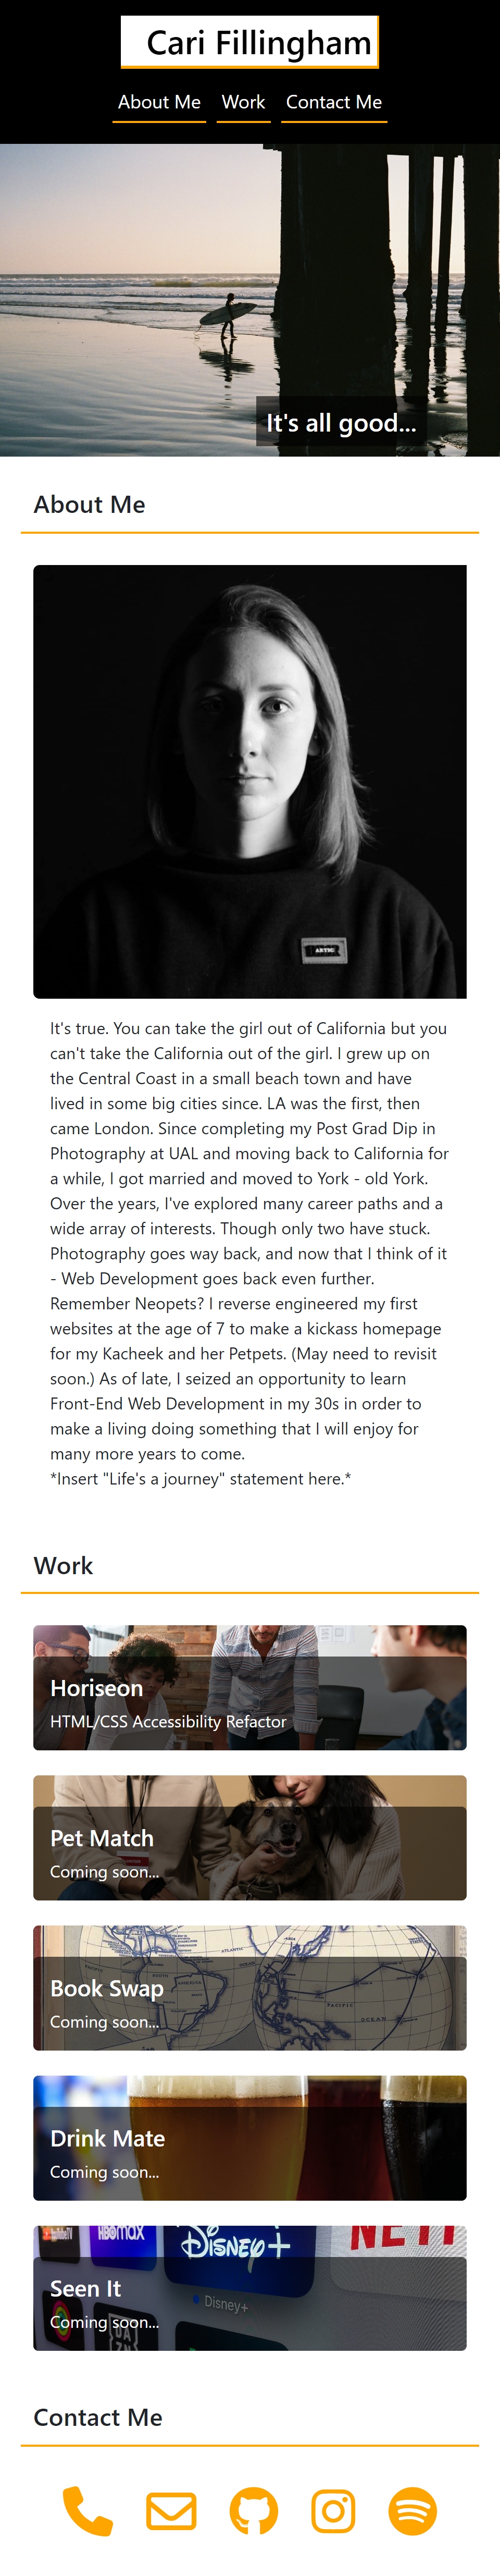 Cari Fillingham
About Me Work Contact Me
It's all good...
About Me
ARTIC
It's true. You can take the girl out of California but you
can't take the California out of the girl. I grew up on
the Central Coast in a small beach town and have
lived in some big cities since. LA was the first, then
came London. Since completing my Post Grad Dip in
Photography at UAL and moving back to California for
a while, I got married and moved to York - old York.
Over the years, I've explored many career paths and a
wide array of interests. Though only two have stuck.
Photography goes way back, and now that I think of it
- Web Development goes back even further.
Remember Neopets? I reverse engineered my first
websites at the age of 7 to make a kickass homepage
for my Kacheek and her Petpets. (May need to revisit
soon.) As of late, I seized an opportunity to learn
Front-End Web Development in my 30s in order to
make a living doing something that I will enjoy for
many more years to come.
*Insert "Life's a journey" statement here.*
Work
Horiseon
HTML/CSS Accessibility Refactor
Pet Match
Coming soon...
ATLANTIC
PACIFIC
OCEAN
Book Swap
Coming soon...
Drink Mate
Coming soon...
HBOMAX
Disney+
NETF
Disney+
DA
ZN
Seen It
Coming soon...
Contact Me